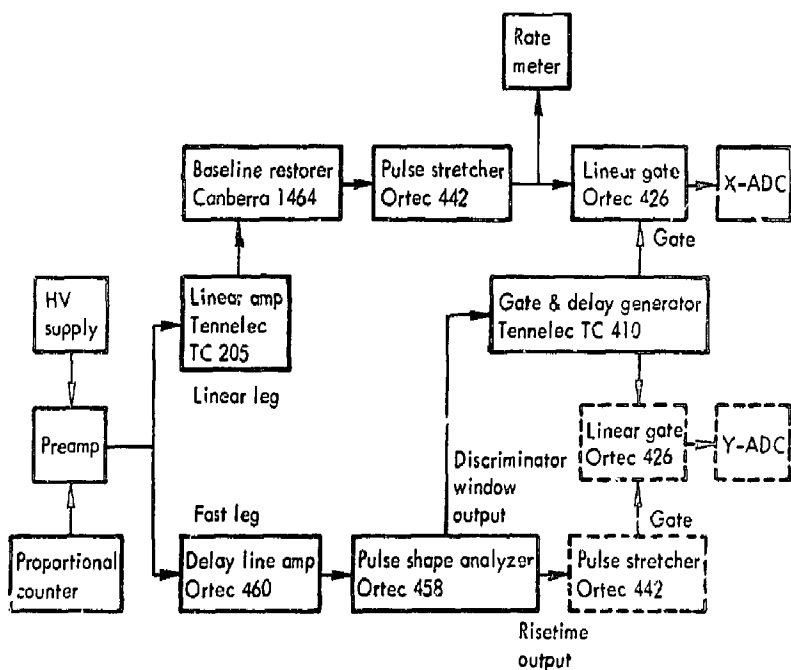 Rate
meter
Baseline restorer
Canberra 1464
Pulse stretcher
Ortec 442
Linear gate
Ortec 426
X-ADC
Gate
HV
supply
Linear amp
Tennelec
TC 205
Gate & delay generator
Tennelec TC 410
Linear leg
Preamp
Linear gate
Ortec 426
Y-ADC
Discriminator
window
output
Fast leg
Gate
Proportional
counter
Delay line amp
Ortec 460
Pulse shape analyzer
Ortec 458
Pulse stretcher
Ortec 442
Risetime
output